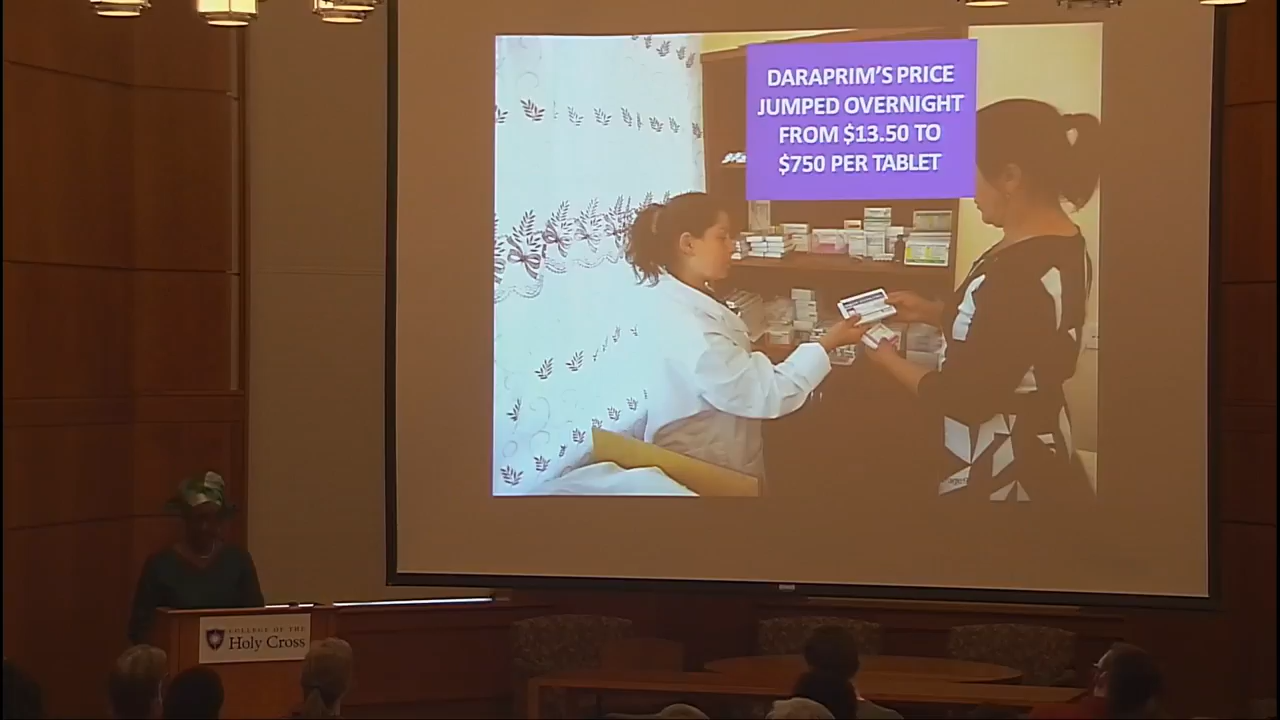 DARAPRIM'S PRICE
JUMPED OVERNIGHT
FROM $13.50 TO
$750 PER TABLET
COLLEGE OF THE
Holy Cross